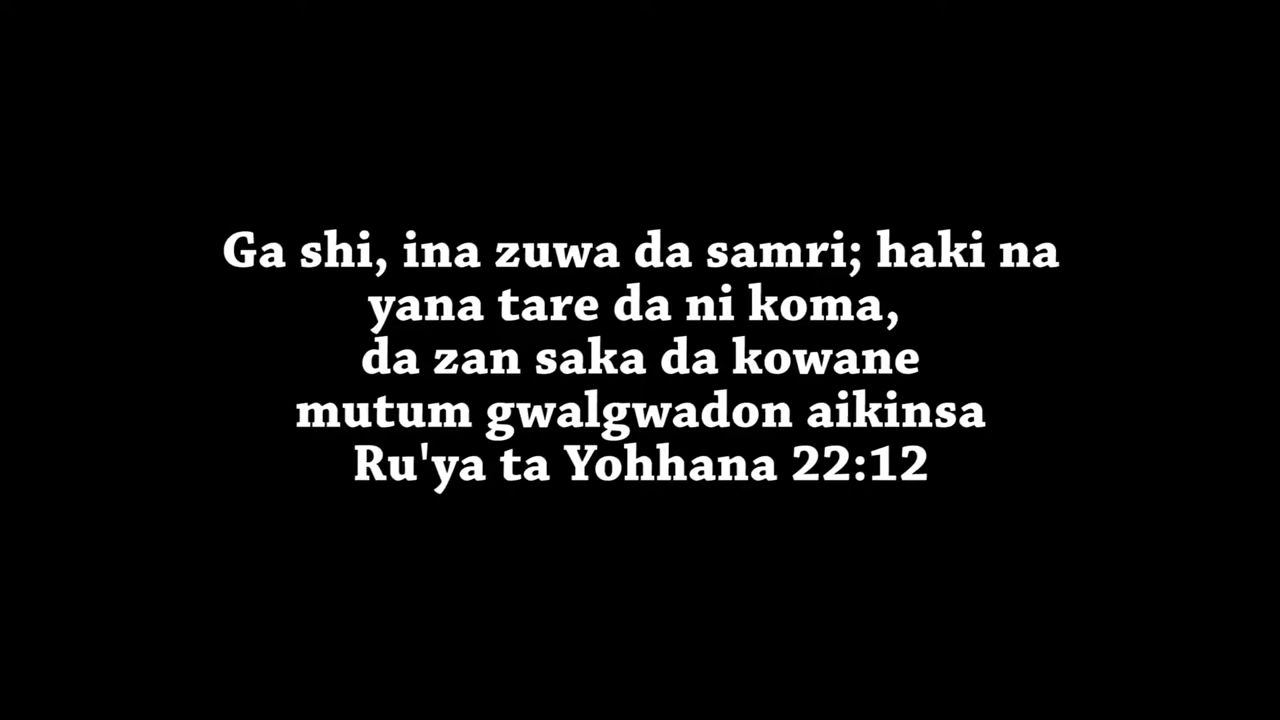 Ga shi, ina zuwa da samri; haki na
yana tare da ni koma,
da zan saka da kowane
mutum gwalgwadon aikinsa
Ru'ya ta Yohhana 22:12